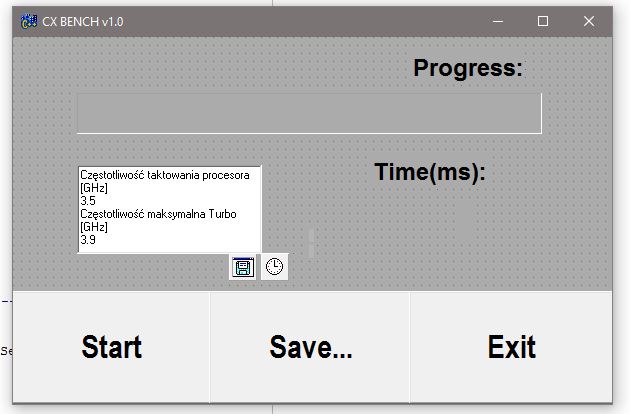 CX BENCH v1.0
Progress:
Time(ms):
Częstotliwość taktowania procesora
[GHz]
3.5
Częstotliwość maksymalna Turbo
[GHz]
3.9
Se
Start
Save...
Exit